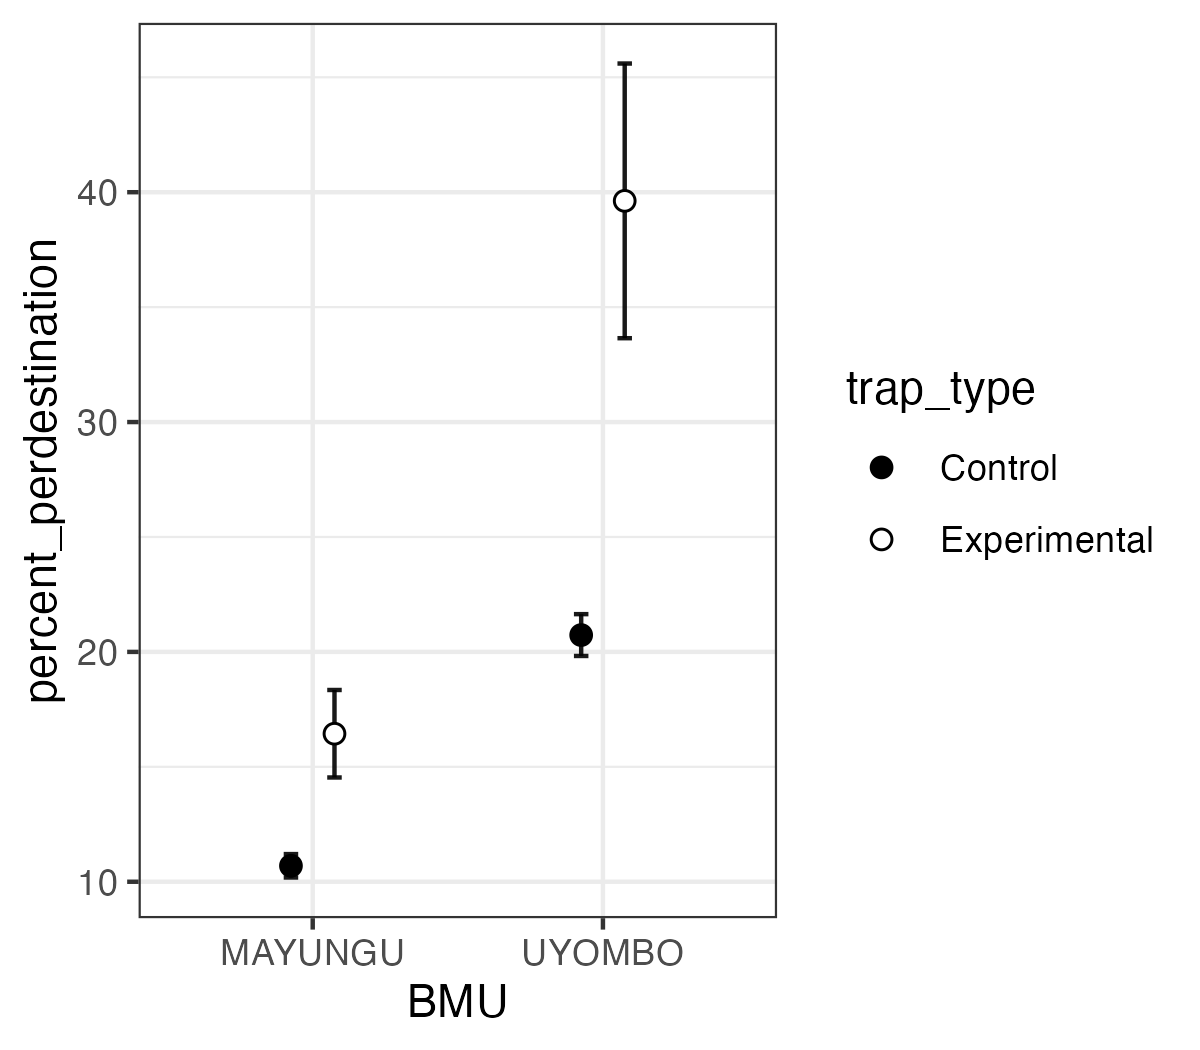 percent_perdestination
40
30
20
10
MAYUNGU UYOMBO
BMU
trap_type
Control
Experimental